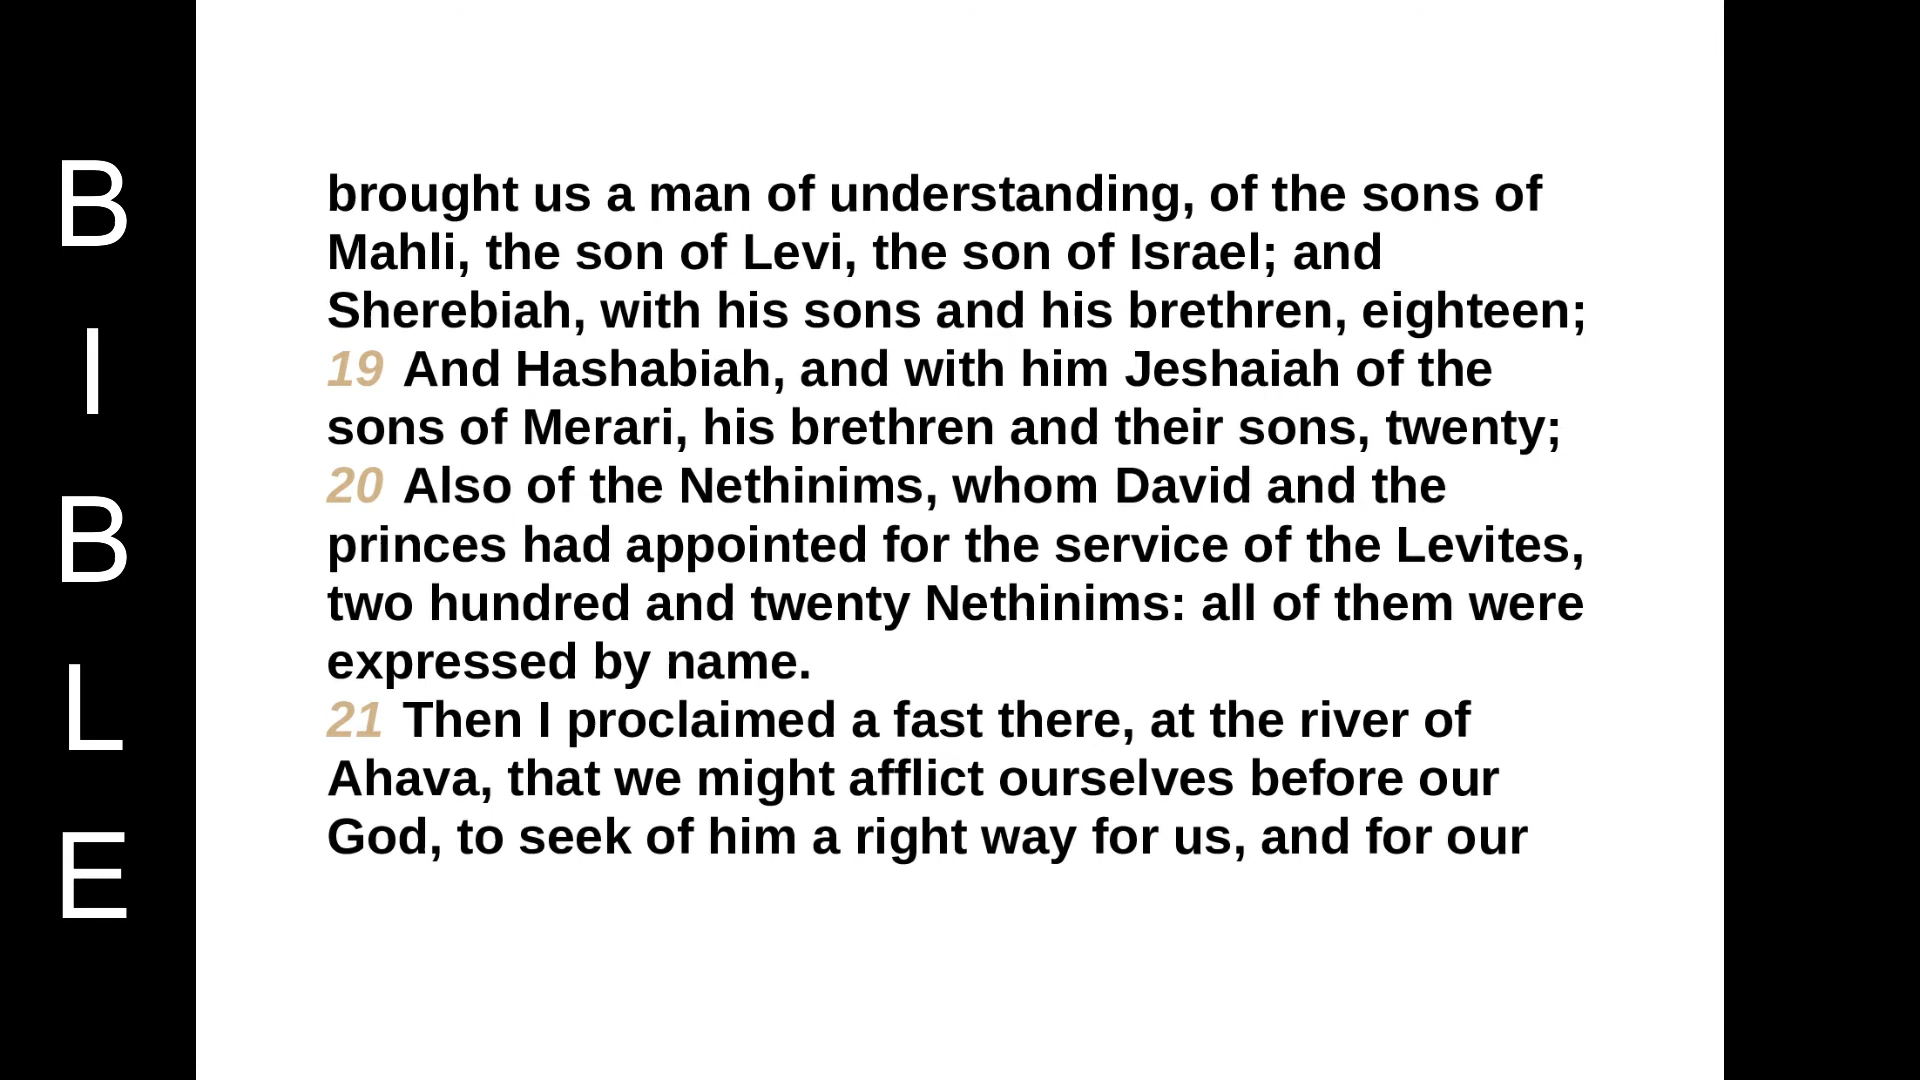 BIBLE
brought us a man of understanding, of the sons of
Mahli, the son of Levi, the son of Israel; and
Sherebiah, with his sons and his brethren, eighteen;
19 And Hashabiah, and with him Jeshaiah of the
sons of Merari, his brethren and their sons, twenty;
20 Also of the Nethinims, whom David and the
princes had appointed for the service of the Levites,
two hundred and twenty Nethinims: all of them were
expressed by name.
21 Then I proclaimed a fast there, at the river of
Ahava, that we might afflict ourselves before our
God, to seek of him a right way for us, and for our